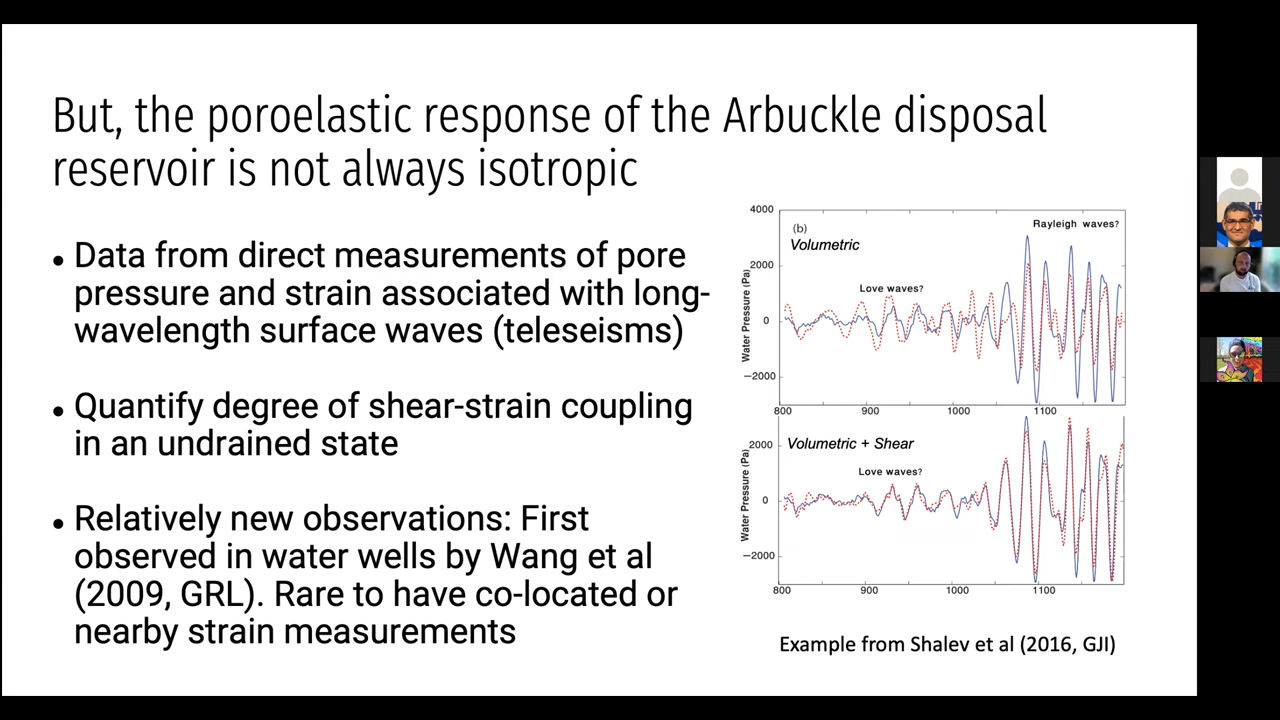 But, the poroelastic response of the Arbuckle disposal
reservoir is not always isotropic
• Data from direct measurements of pore
pressure and strain associated with long-
wavelength surface waves (teleseisms)
• Quantify degree of shear-strain coupling
in an undrained state
• Relatively new observations: First
observed in water wells by Wang et al
(2009, GRL). Rare to have co-located or
nearby strain measurements
4000
2000
0
−2000
Water Pressure (Pa)
(b)
Volumetric
Rayleigh waves?
Love waves?
800 900 1000 1100
2000
0
−2000
Water Pressure (Pa)
Volumetric + Shear
Love waves?
800 900 1000 1100
Example from Shalev et al (2016, GJI)